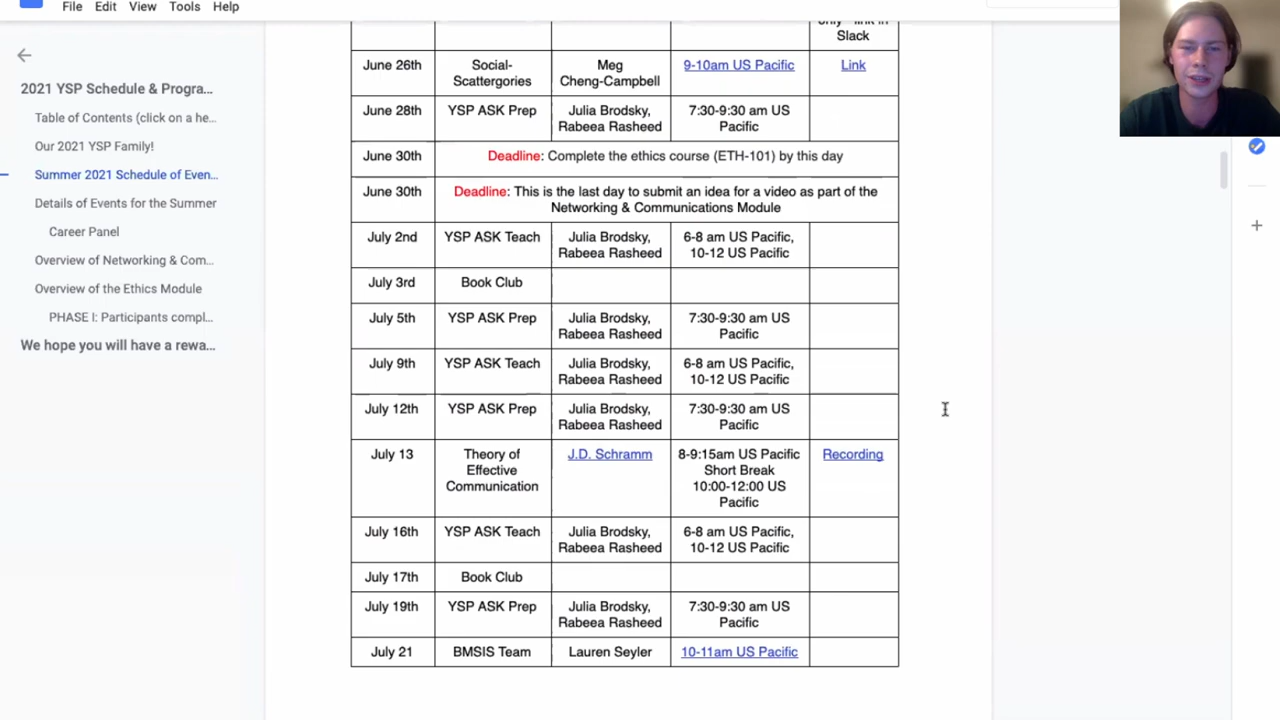 File Edit View Tools Help
2021 YSP Schedule & Progra...
Table of Contents (click on a he...
Our 2021 YSP Family!
Summer 2021 Schedule of Even...
Details of Events for the Summer
Career Panel
Overview of Networking & Com...
Overview of the Ethics Module
PHASE I: Participants compl...
We hope you will have a rewa...
Slack
June 26th Social- Meg 9-10am US Pacific Link
Scattergories Cheng-Campbell
June 28th YSP ASK Prep Julia Brodsky, 7:30-9:30 am US
Rabeea Rasheed Pacific
June 30th Deadline: Complete the ethics course (ETH-101) by this day
June 30th Deadline: This is the last day to submit an idea for a video as part of the
Networking & Communications Module
July 2nd YSP ASK Teach Julia Brodsky, 6-8 am US Pacific,
Rabeea Rasheed 10-12 US Pacific
July 3rd Book Club
July 5th YSP ASK Prep Julia Brodsky, 7:30-9:30 am US
Rabeea Rasheed Pacific
July 9th YSP ASK Teach Julia Brodsky, 6-8 am US Pacific,
Rabeea Rasheed 10-12 US Pacific
July 12th YSP ASK Prep Julia Brodsky, 7:30-9:30 am US
Rabeea Rasheed Pacific
July 13 Theory of J.D. Schramm 8-9:15am US Pacific Recording
Effective Short Break
Communication 10:00-12:00 US
Pacific
July 16th YSP ASK Teach Julia Brodsky, 6-8 am US Pacific,
Rabeea Rasheed 10-12 US Pacific
July 17th Book Club
July 19th YSP ASK Prep Julia Brodsky, 7:30-9:30 am US
Rabeea Rasheed Pacific
July 21 BMSIS Team Lauren Seyler 10-11am US Pacific